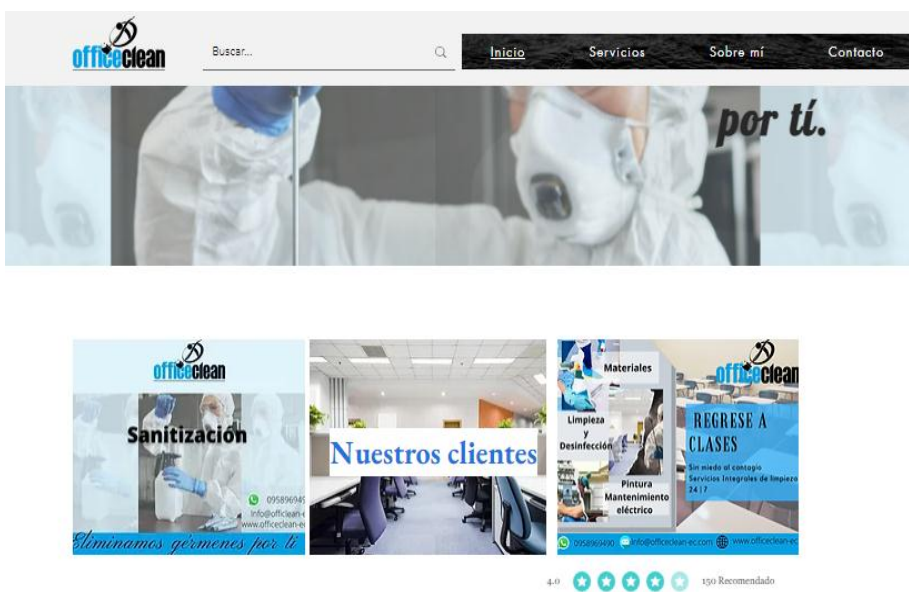 officeclean
Buscar...
Inicio
Servicios
Sobre mí
Contacto
por tí.
officeclean
Sanitización
Info@officlean-e
www.officeclean-e
Eliminamos gérmenes por tí
Nuestros clientes
Materiales
Limpieza
y
Desinfección
Pintura
Mantenimiento
eléctrico
officeclean
REGRESE A
CLASES
Sin miedo al contagio
Servicios Integrales de limpieza
24 | 7
0958969490 info@officeclean-ec.com www.officeclean-ec
4.0 150 Recomendado